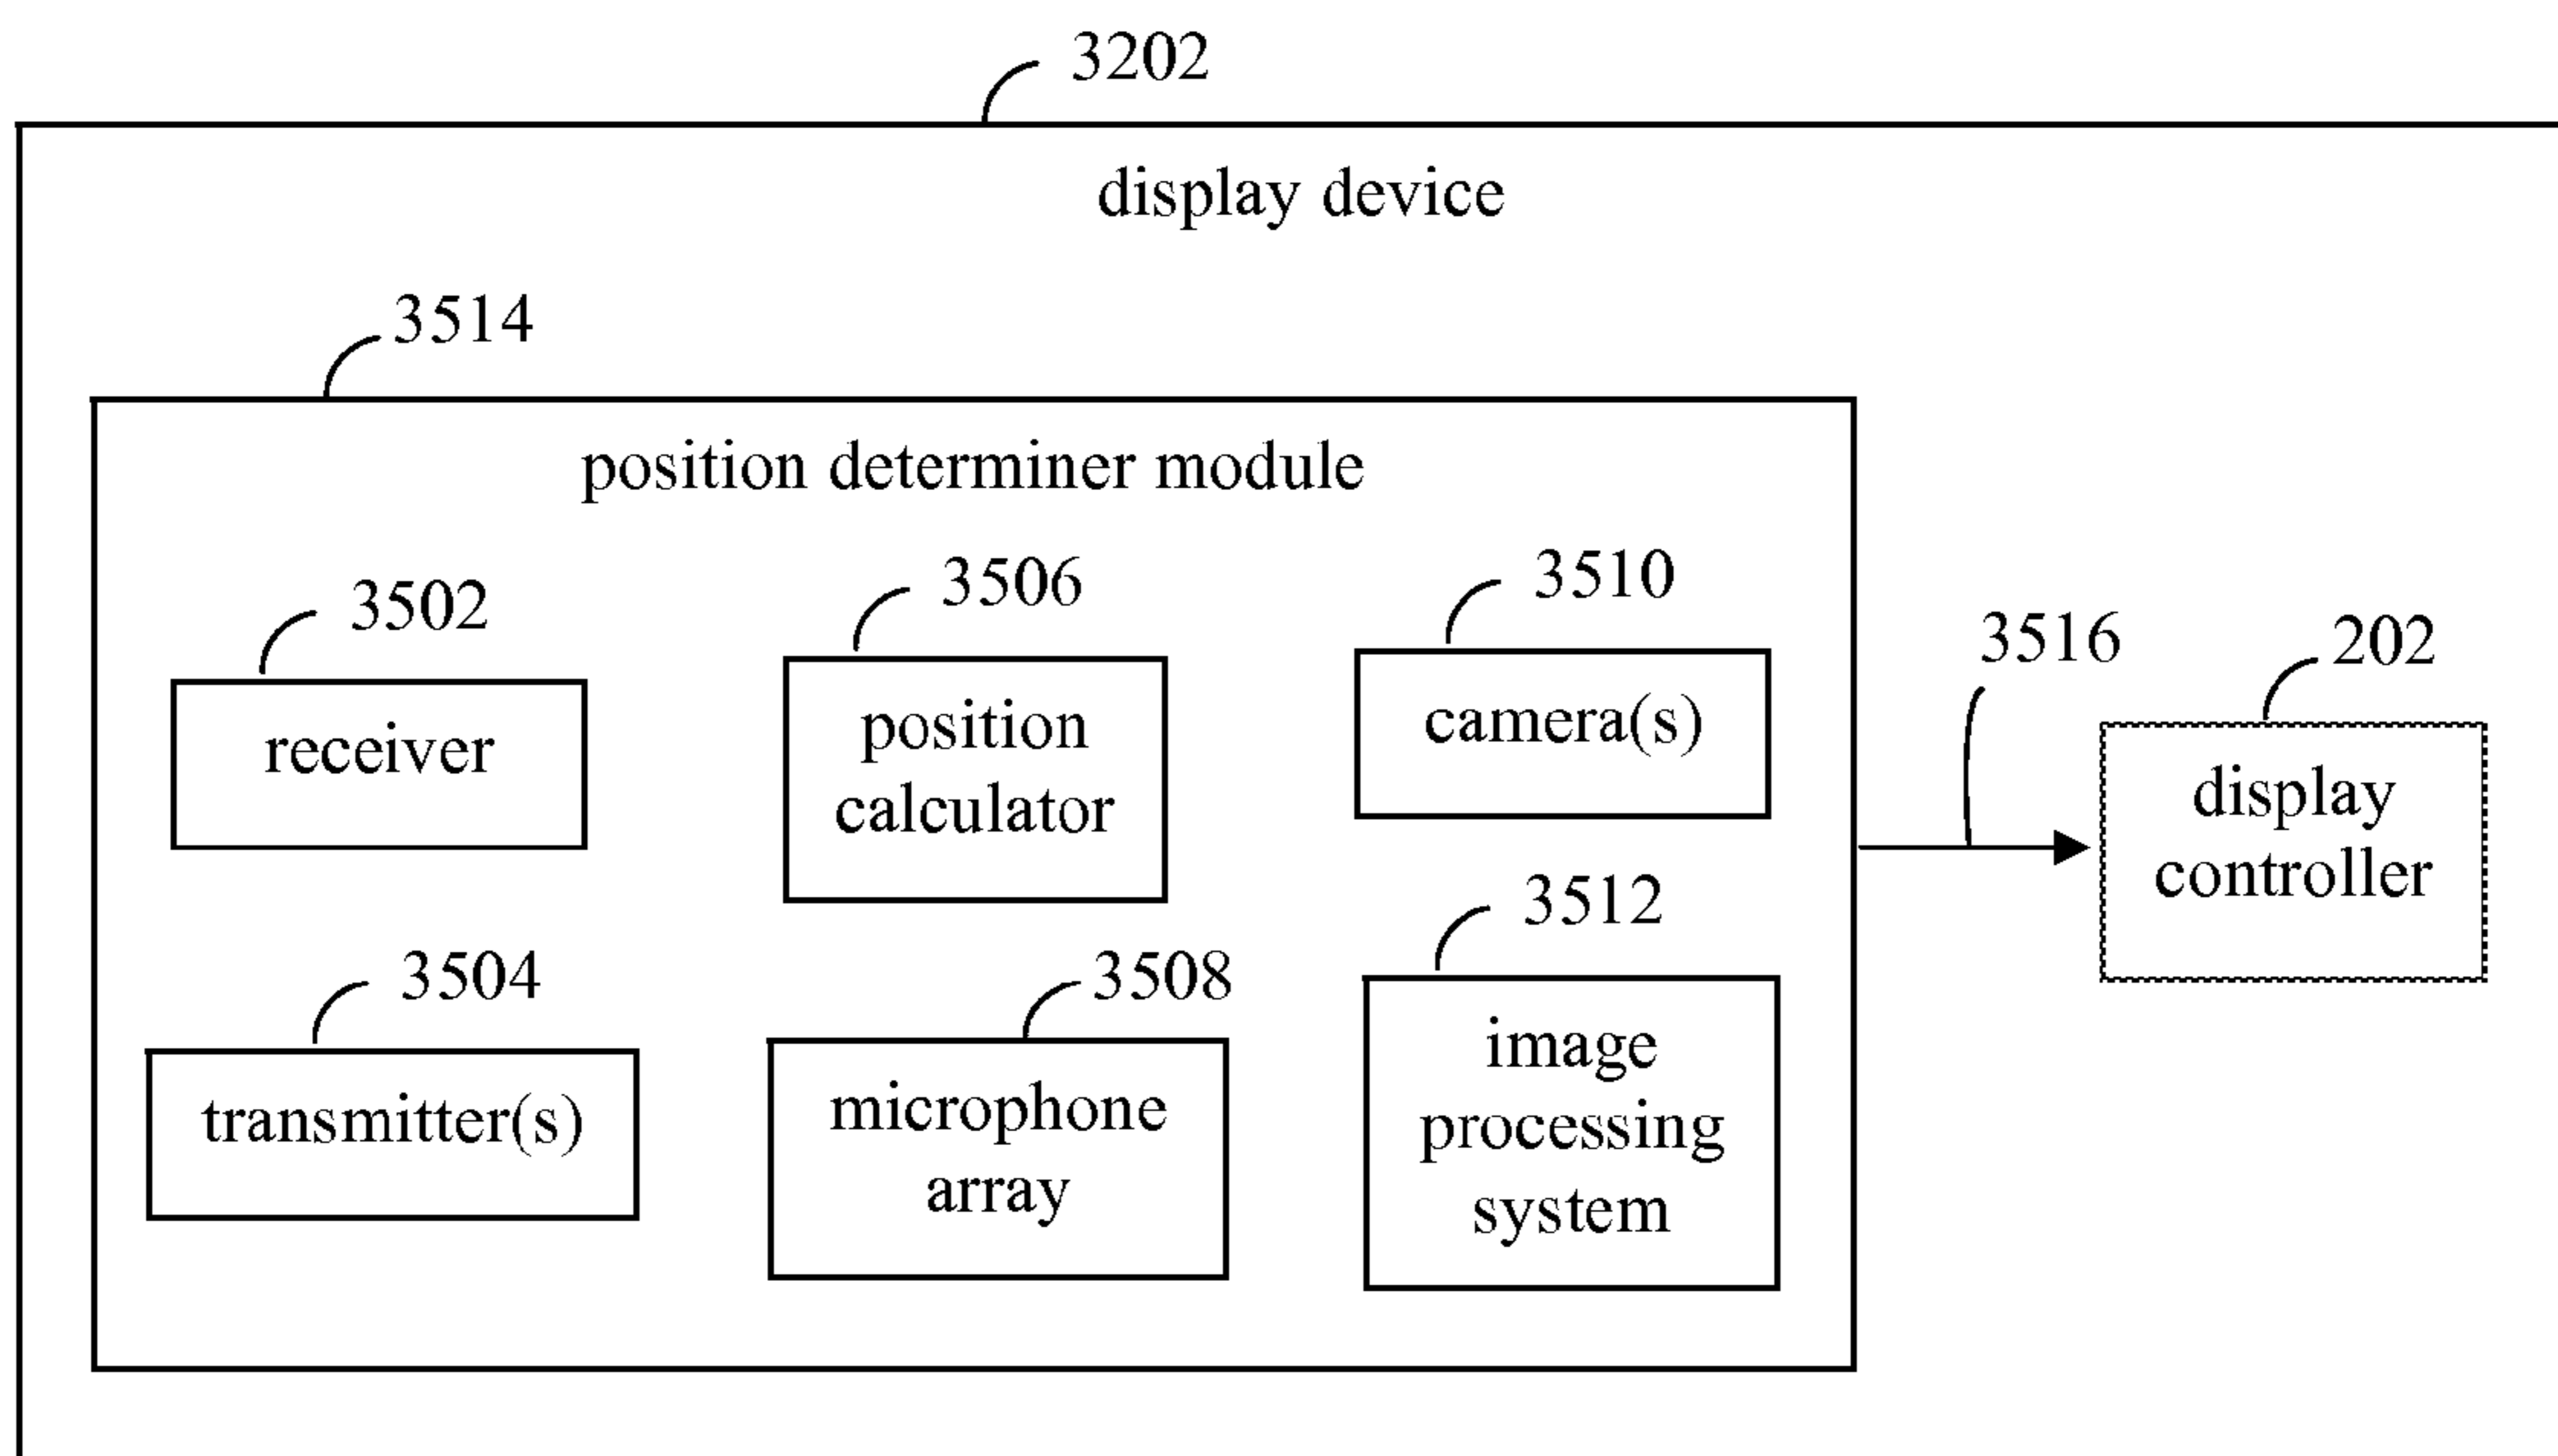 3202
display device
3514
position determiner module
3502
receiver
3506
position
calculator
3510
camera(s)
3516
202
display
controller
3504
transmitter(s)
3508
microphone
array
3512
image
processing
system